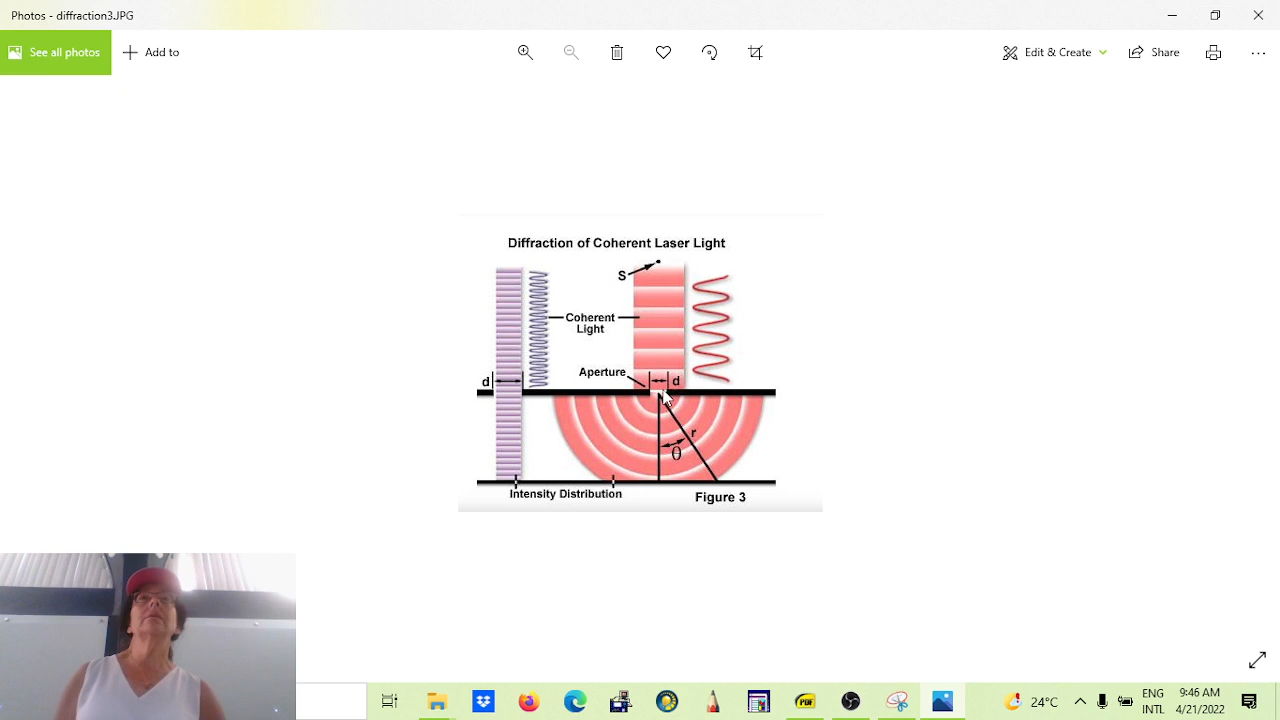 Photos - diffraction3.JPG
See all photos
Add to
Edit & Create
Share
Diffraction of Coherent Laser Light
S
Coherent
Light
Aperture
d
d
r
θ
Intensity Distribution
Figure 3
PDF
24°C
ENG
INTL
9:46 AM
4/21/2022